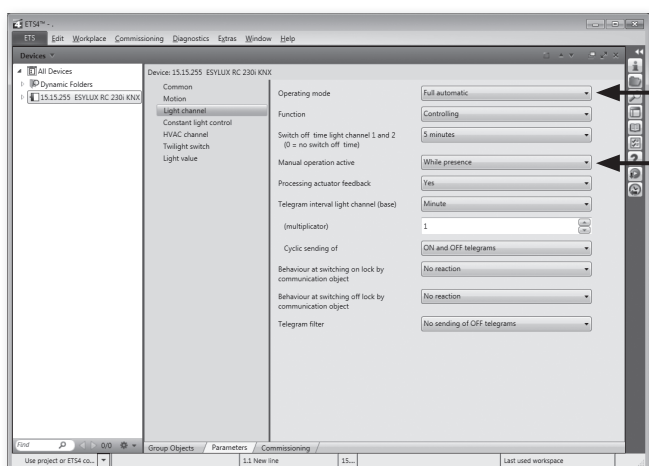 ETS4™ - .
ETS Edit Workplace Commissioning Diagnostics Extras Window Help
Devices
All Devices
Dynamic Folders
15.15.255 ESYLUX RC 230i KNX
Device: 15.15.255 ESYLUX RC 230i KNX
Common
Motion
Light channel
Constant light control
HVAC channel
Twilight switch
Light value
Operating mode Full automatic
Function Controlling
Switch off time light channel 1 and 2 5 minutes
(0 = no switch off time)
Manual operation active While presence
Processing actuator feedback Yes
Telegram interval light channel (base) Minute
(multiplicator) 1
Cyclic sending of ON and OFF telegrams
Behaviour at switching on lock by No reaction
communication object
Behaviour at switching off lock by No reaction
communication object
Telegram filter No sending of OFF telegrams
Find 0/0
Group Objects Parameters Commissioning
Use project or ETS4 co... 1.1 New line 15.... Last used workspace